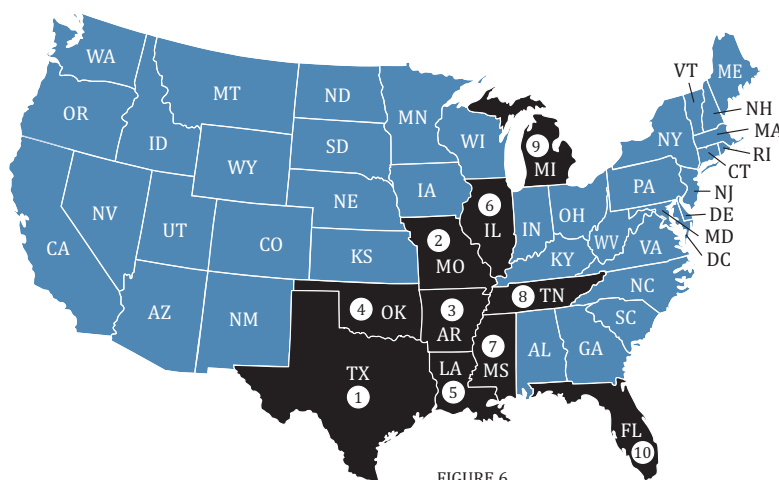 WA
MT
ND
MN
VT
ME
OR
ID
SD
WI
9
MI
NY
NH
MA
RI
CT
WY
IA
PA
NJ
NE
6
IL
IN
OH
DE
MD
DC
NV
UT
CO
KS
2
MO
WV
VA
KY
CA
AZ
NM
4
OK
3
AR
8
TN
NC
SC
TX
1
LA
5
7
MS
AL
GA
FL
10
FIGURE 6